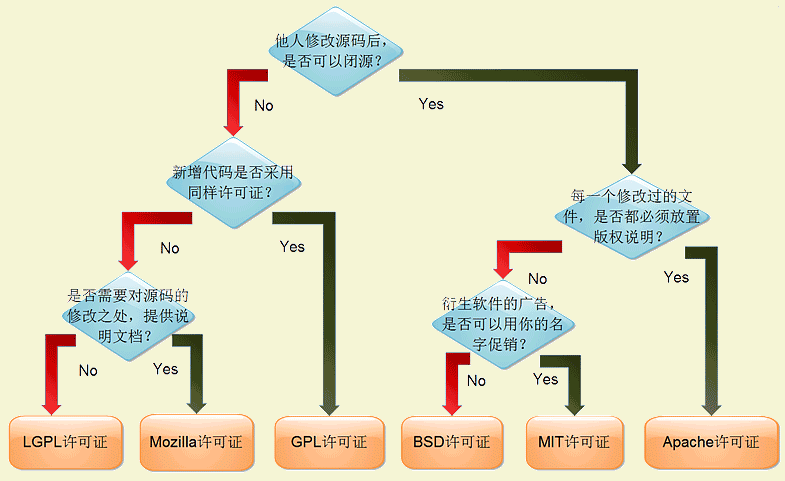 他人修改源码后，
是否可以闭源？
No
Yes
新增代码是否采用
同样许可证？
每一个修改过的文
件，是否都必须放置
版权说明？
No
Yes
No
Yes
是否需要对源码的
修改之处，提供说
明文档？
衍生软件的广告，
是否可以用你的名
字促销？
No
Yes
No
Yes
LGPL许可证
Mozilla许可证
GPL许可证
BSD许可证
MIT许可证
Apache许可证